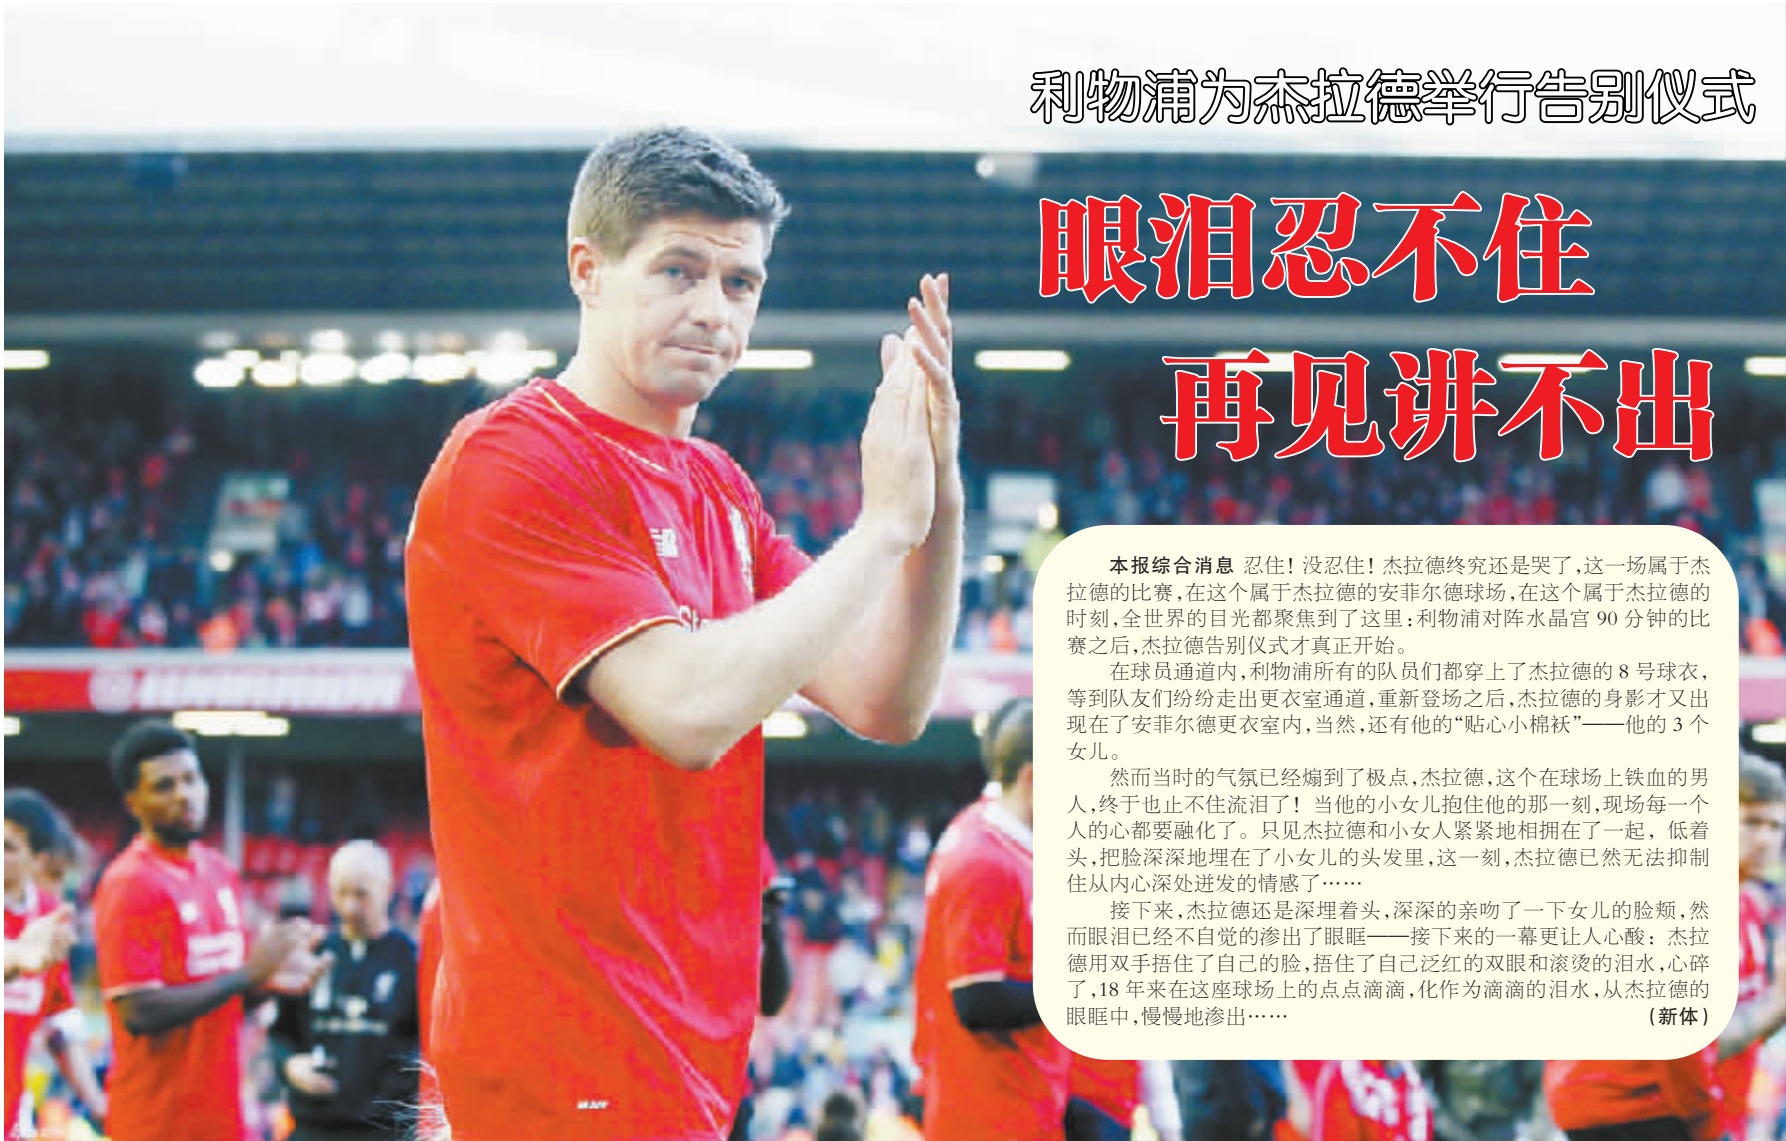 利物浦为杰拉德举行告别仪式
眼泪忍不住
再见讲不出
本报综合消息 忍住！没忍住！杰拉德终究还是哭了，这一场属于杰
拉德的比赛，在这个属于杰拉德的安菲尔德球场，在这个属于杰拉德的
时刻，全世界的目光都聚焦到了这里：利物浦对阵水晶宫 90 分钟的比
赛之后，杰拉德告别仪式才真正开始。
在球员通道内，利物浦所有的队员们都穿上了杰拉德的 8 号球衣，
等到队友们纷纷走出更衣室通道，重新登场之后，杰拉德的身影才又出
现在了安菲尔德更衣室内，当然，还有他的“贴心小棉袄”——他的 3 个
女儿。
然而当时的气氛已经煽到了极点，杰拉德，这个在球场上铁血的男
人，终于也止不住流泪了！当他的小女儿抱住他的那一刻，现场每一个
人的心都要融化了。只见杰拉德和小女人紧紧地相拥在了一起，低着
头，把脸深深地埋在了小女儿的头发里，这一刻，杰拉德已然无法抑制
住从内心深处迸发的情感了……
接下来，杰拉德还是深埋着头，深深的亲吻了一下女儿的脸颊，然
而眼泪已经不自觉的渗出了眼眶——接下来的一幕更让人心酸：杰拉
德用双手捂住了自己的脸，捂住了自己泛红的双眼和滚烫的泪水，心碎
了，18 年来在这座球场上的点点滴滴，化作为滴滴的泪水，从杰拉德的
眼眶中，慢慢地渗出……（新体）